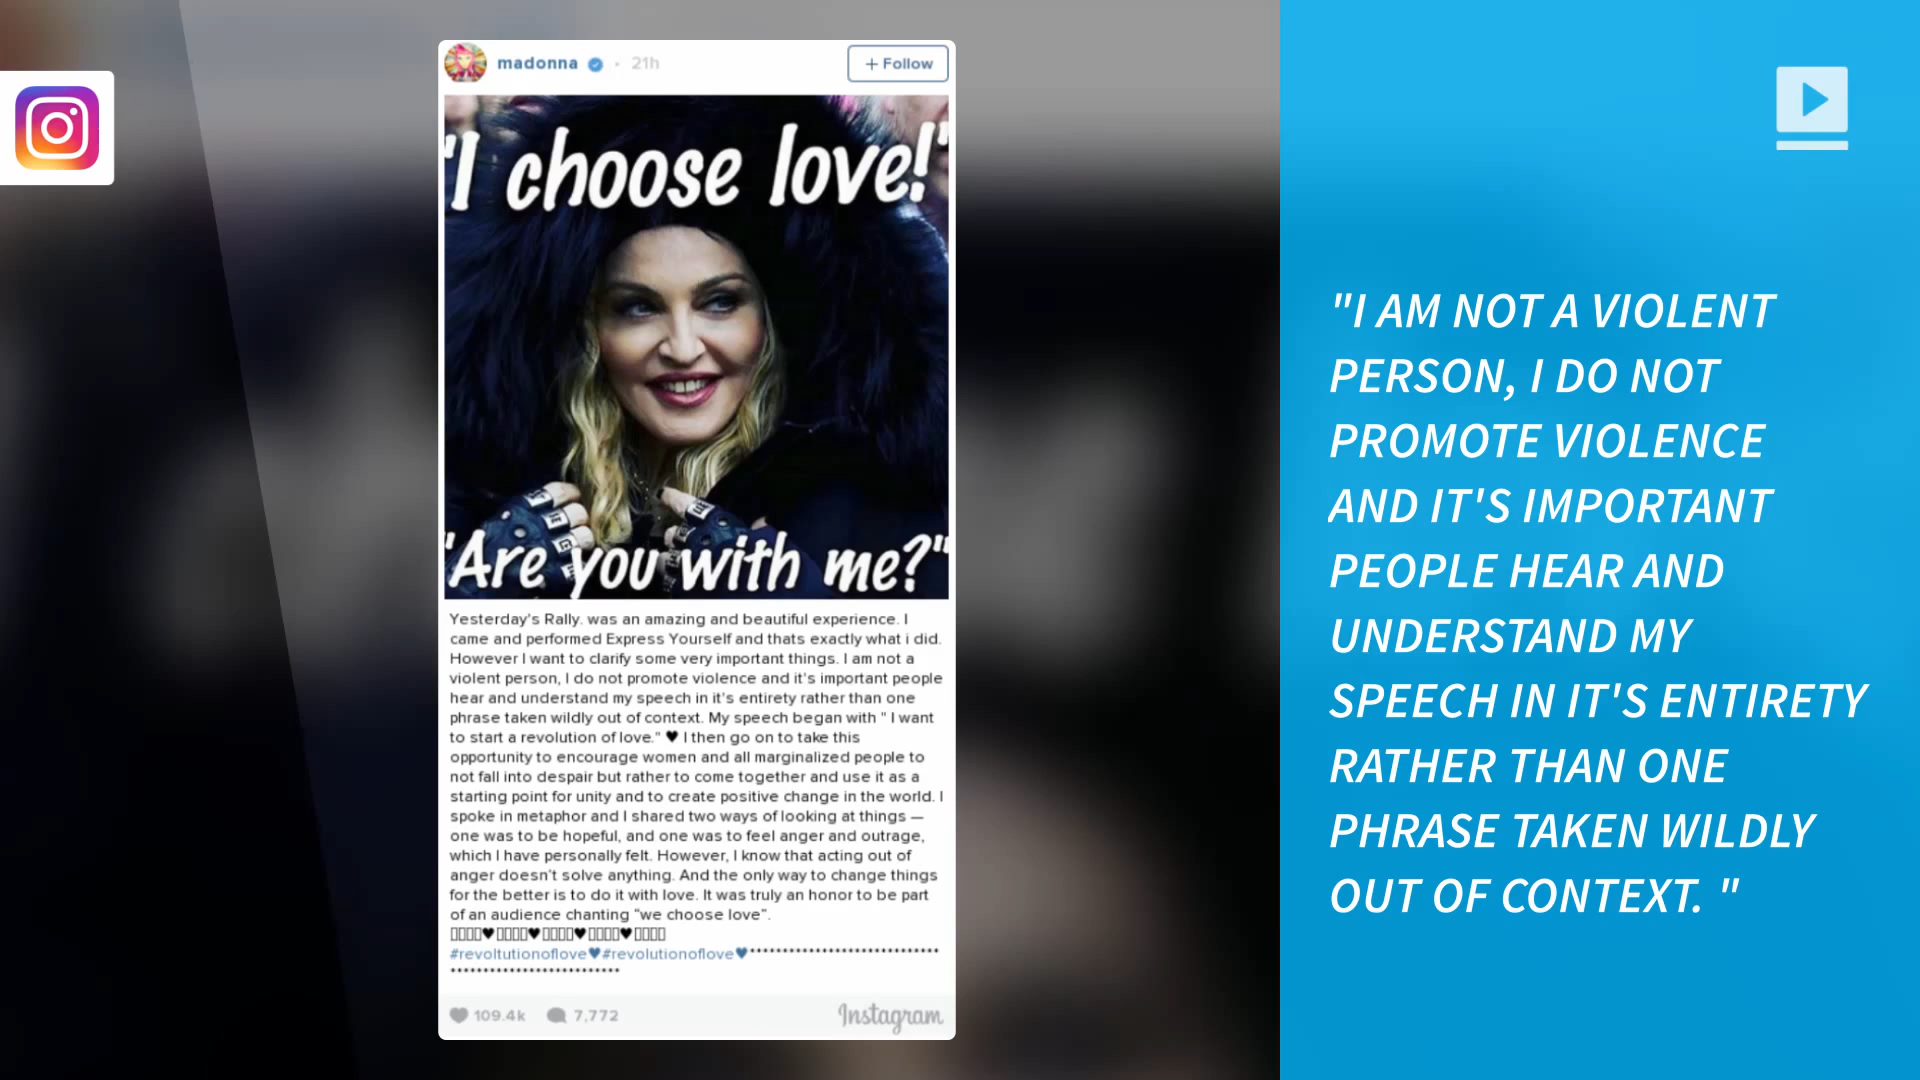 madonna • 21h
+ Follow
"I choose love!"
"Are you with me?"
Yesterday's Rally. was an amazing and beautiful experience. I
came and performed Express Yourself and thats exactly what i did.
However I want to clarify some very important things. I am not a
violent person, I do not promote violence and it's important people
hear and understand my speech in it's entirety rather than one
phrase taken wildly out of context. My speech began with " I want
to start a revolution of love." ♥ I then go on to take this
opportunity to encourage women and all marginalized people to
not fall into despair but rather to come together and use it as a
starting point for unity and to create positive change in the world. I
spoke in metaphor and I shared two ways of looking at things —
one was to be hopeful, and one was to feel anger and outrage,
which I have personally felt. However, I know that acting out of
anger doesn't solve anything. And the only way to change things
for the better is to do it with love. It was truly an honor to be part
of an audience chanting “we choose love”.
#revoltutionoflove♥#revolutionoflove♥
109.4k 7,772
Instagram
"I AM NOT A VIOLENT
PERSON, I DO NOT
PROMOTE VIOLENCE
AND IT'S IMPORTANT
PEOPLE HEAR AND
UNDERSTAND MY
SPEECH IN IT'S ENTIRETY
RATHER THAN ONE
PHRASE TAKEN WILDLY
OUT OF CONTEXT. "